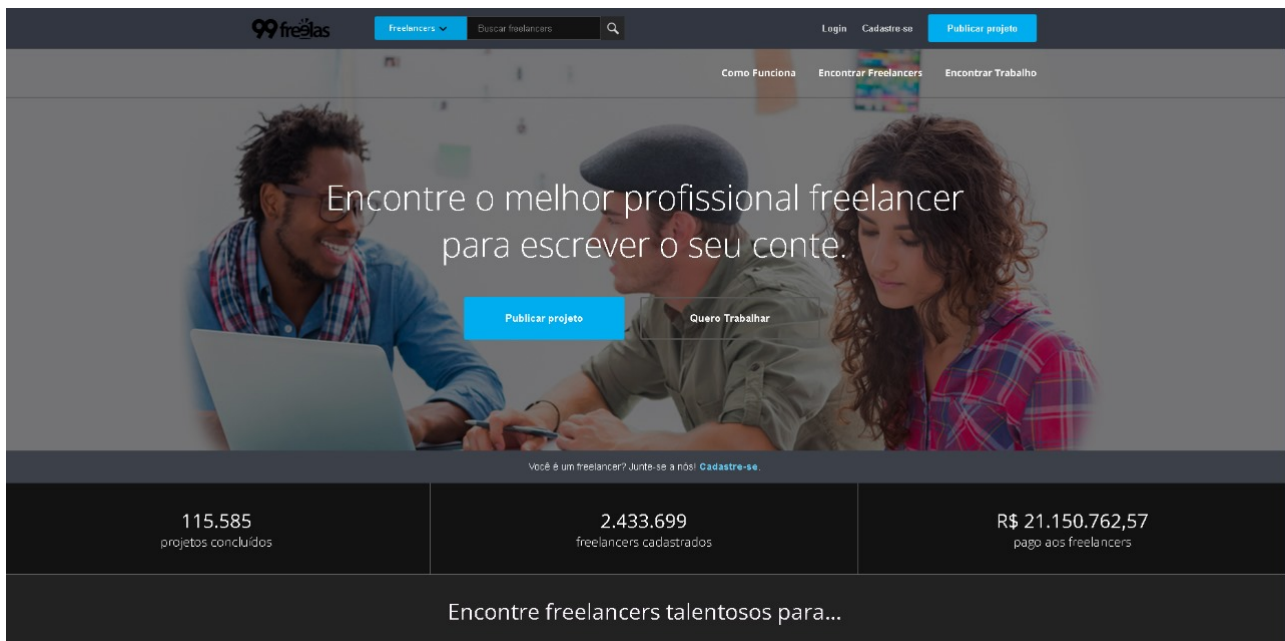 99freelas
Freelancers
Buscar freelancers
Login
Cadastre-se
Publicar projeto
Como Funciona
Encontrar Freelancers
Encontrar Trabalho
Encontre o melhor profissional freelancer
para escrever o seu conte.
Publicar projeto
Quero Trabalhar
Você é um freelancer? Junte-se a nós! Cadastre-se.
115.585
projetos concluídos
2.433.699
freelancers cadastrados
R$ 21.150.762,57
pago aos freelancers
Encontre freelancers talentosos para...